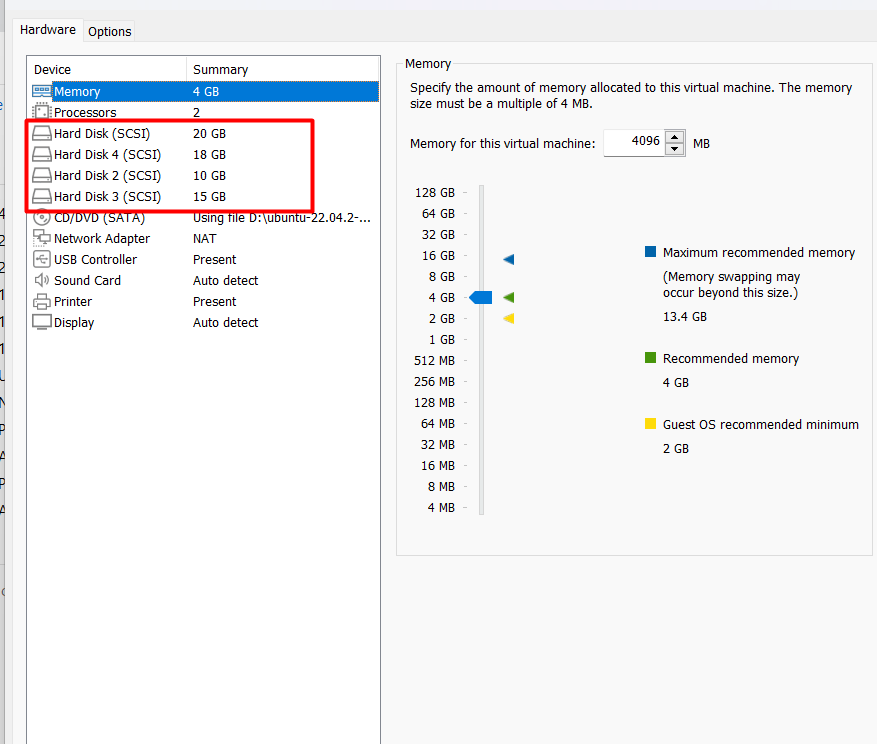 Hardware Options
Device Summary
Memory 4 GB
Processors 2
Hard Disk (SCSI) 20 GB
Hard Disk 4 (SCSI) 18 GB
Hard Disk 2 (SCSI) 10 GB
Hard Disk 3 (SCSI) 15 GB
CD/DVD (SATA) Using file D:\ubuntu-22.04.2-...
Network Adapter NAT
USB Controller Present
Sound Card Auto detect
Printer Present
Display Auto detect
Memory
Specify the amount of memory allocated to this virtual machine. The memory
size must be a multiple of 4 MB.
Memory for this virtual machine: 4096 MB
128 GB
64 GB
32 GB
16 GB
8 GB
4 GB
2 GB
1 GB
512 MB
256 MB
128 MB
64 MB
32 MB
16 MB
8 MB
4 MB
Maximum recommended memory
(Memory swapping may
occur beyond this size.)
13.4 GB
Recommended memory
4 GB
Guest OS recommended minimum
2 GB